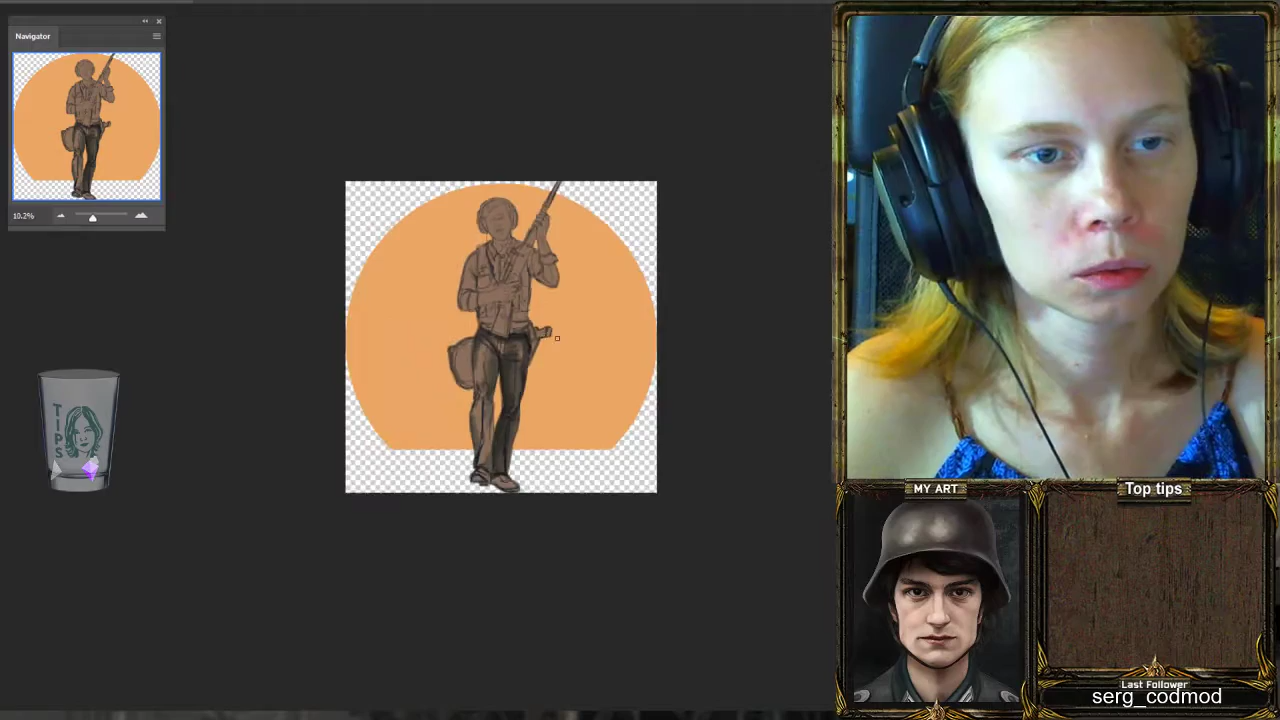 Navigator
10.2%
TIPS
MY ART
Top tips
Last Follower
serg_codmod